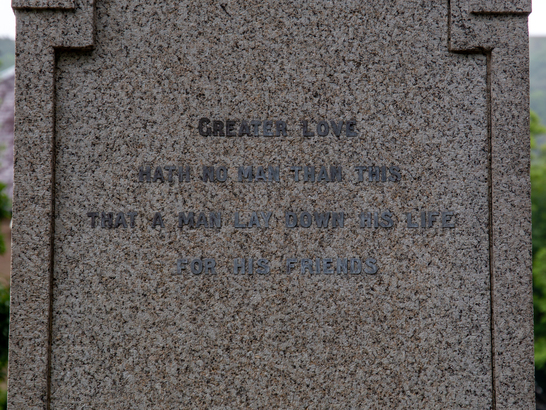 GREATER LOVE
HATH NO MAN THAN THIS
THAT A MAN LAY DOWN HIS LIFE
FOR HIS FRIENDS